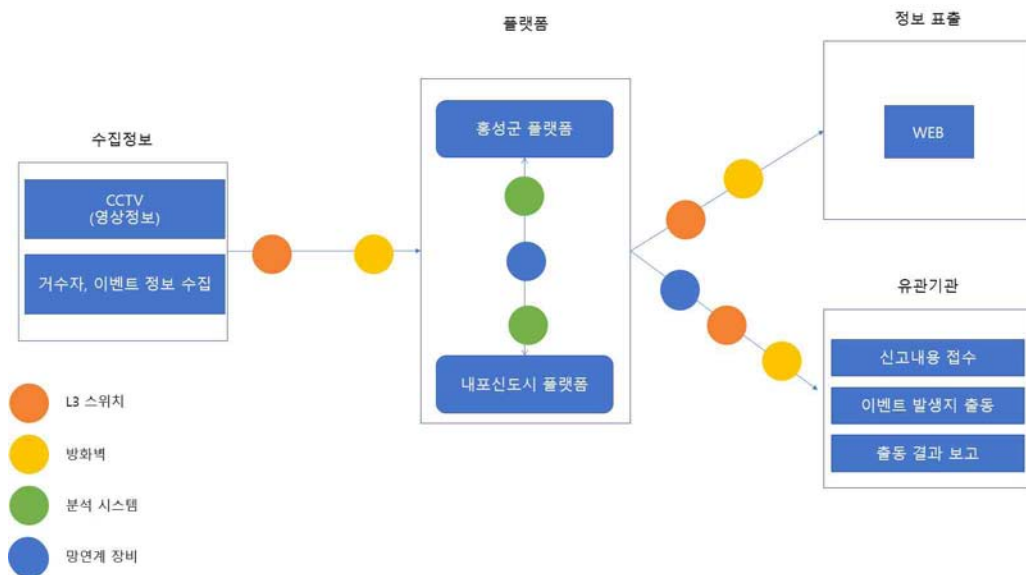 플랫폼
정보 표출
수집정보
CCTV
(영상정보)
거수자, 이벤트 정보 수집
홍성군 플랫폼
내포신도시 플랫폼
WEB
유관기관
신고내용 접수
이벤트 발생지 출동
출동 결과 보고
L3 스위치
방화벽
분석 시스템
망연계 장비